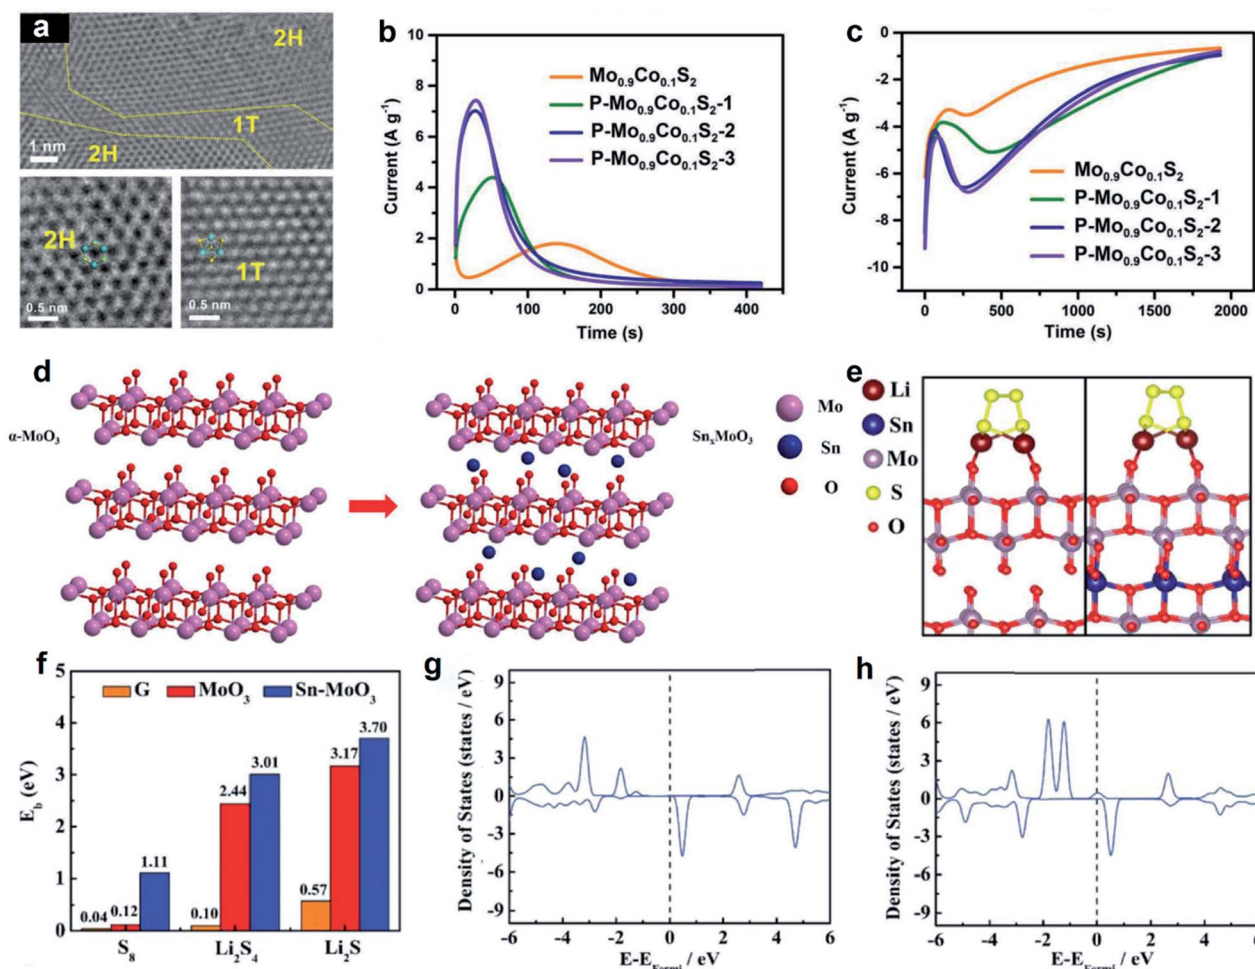 a
2H
1T
2H
1 nm
2H
0.5 nm
1T
0.5 nm
b
Current (A g⁻¹)
10
8
6
4
2
0
Mo₀.₉Co₀.₁S₂
P-Mo₀.₉Co₀.₁S₂-1
P-Mo₀.₉Co₀.₁S₂-2
P-Mo₀.₉Co₀.₁S₂-3
0 100 200 300 400
Time (s)
c
Current (A g⁻¹)
0
-2
-4
-6
-8
-10
Mo₀.₉Co₀.₁S₂
P-Mo₀.₉Co₀.₁S₂-1
P-Mo₀.₉Co₀.₁S₂-2
P-Mo₀.₉Co₀.₁S₂-3
0 500 1000 1500 2000
Time (s)
d
α-MoO₃
SnₓMoO₃
Mo
Sn
O
e
Li
Sn
Mo
S
O
f
E_b (eV)
5
4
3
2
1
0
G MoO₃ Sn-MoO₃
0.04 0.12 1.11
0.10 2.44 3.01
0.57 3.17 3.70
S₈ Li₂S₄ Li₂S
g
Density of States (states / eV)
9
6
3
0
-3
-6
-9
-6 -4 -2 0 2 4 6
E-E_Fermi / eV
h
Density of States (states / eV)
9
6
3
0
-3
-6
-9
-6 -4 -2 0 2 4 6
E-E_Fermi / eV